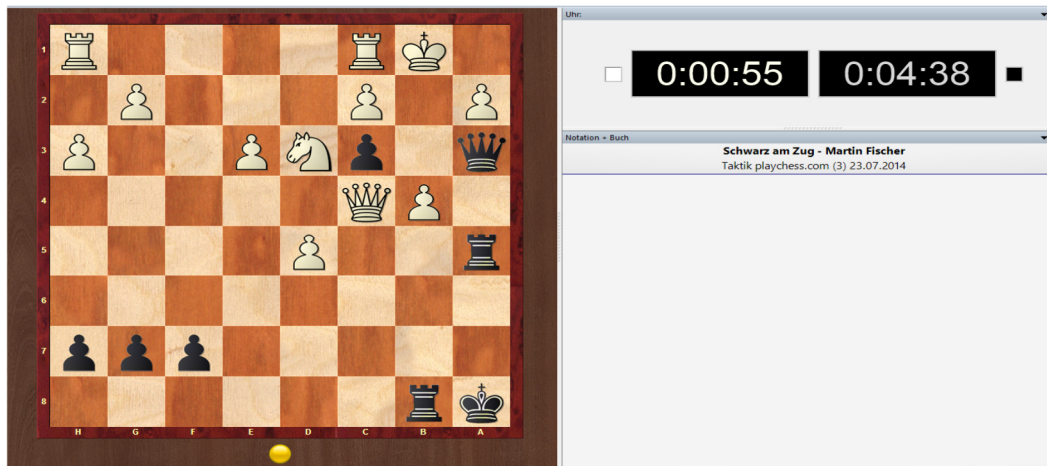 Uhr:
0:00:55 0:04:38
Notation + Buch
Schwarz am Zug - Martin Fischer
Taktik playchess.com (3) 23.07.2014
1
2
3
4
5
6
7
8
H G F E D C B A